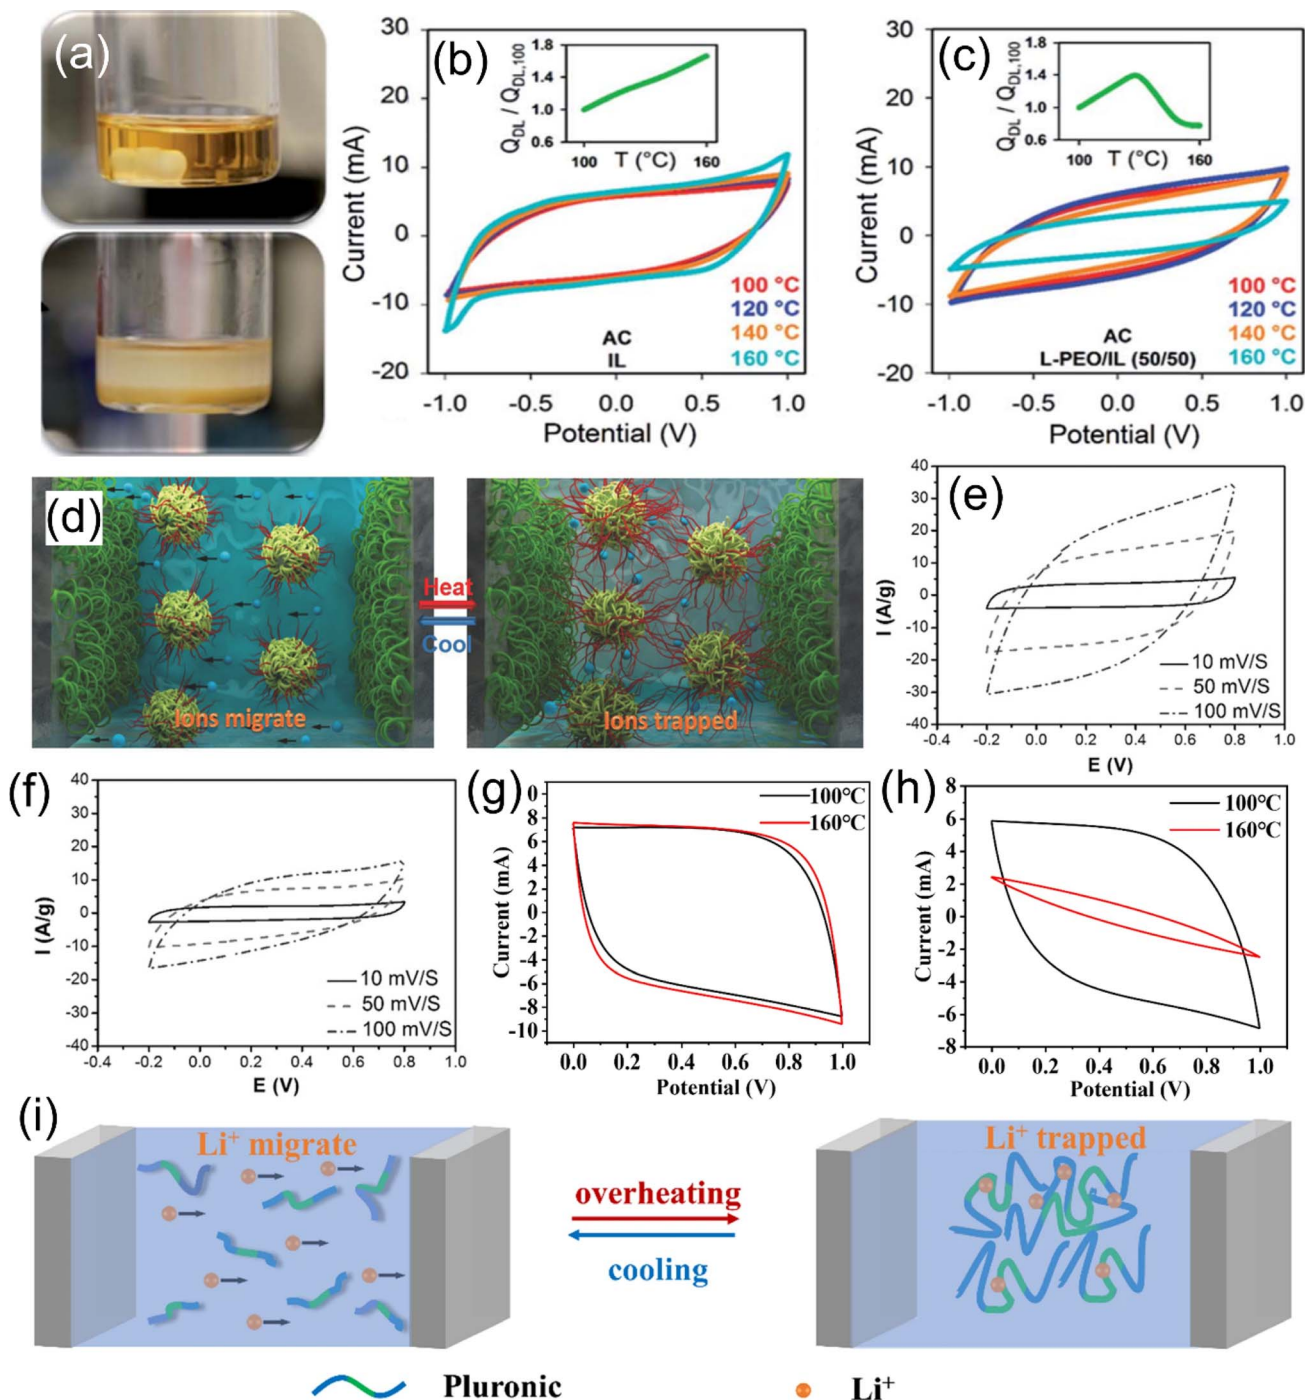 (a)
(b)
30
20
10
0
-10
-20
Current (mA)
-1.0 -0.5 0.0 0.5 1.0
Potential (V)
1.8
1.4
1.0
0.6
Q_DL / Q_DL,100
100 T (°C) 160
100 °C
120 °C
140 °C
160 °C
AC
IL
(c)
30
20
10
0
-10
-20
Current (mA)
-1.0 -0.5 0.0 0.5 1.0
Potential (V)
1.8
1.4
1.0
0.6
Q_DL / Q_DL,100
100 T (°C) 160
100 °C
120 °C
140 °C
160 °C
AC
L-PEO/IL (50/50)
(d)
Ions migrate
Heat
Cool
Ions trapped
(e)
40
30
20
10
0
-10
-20
-30
-40
I (A/g)
-0.4 -0.2 0.0 0.2 0.4 0.6 0.8 1.0
E (V)
10 mV/S
50 mV/S
100 mV/S
(f)
40
30
20
10
0
-10
-20
-30
-40
I (A/g)
-0.4 -0.2 0.0 0.2 0.4 0.6 0.8 1.0
E (V)
10 mV/S
50 mV/S
100 mV/S
(g)
0
8
6
4
2
0
-2
-4
-6
-8
-10
Current (mA)
0.0 0.2 0.4 0.6 0.8 1.0
Potential (V)
100°C
160°C
(h)
8
6
4
2
0
-2
-4
-6
-8
Current (mA)
0.0 0.2 0.4 0.6 0.8 1.0
Potential (V)
100°C
160°C
(i)
Li⁺ migrate
overheating
cooling
Li⁺ trapped
Pluronic
Li⁺